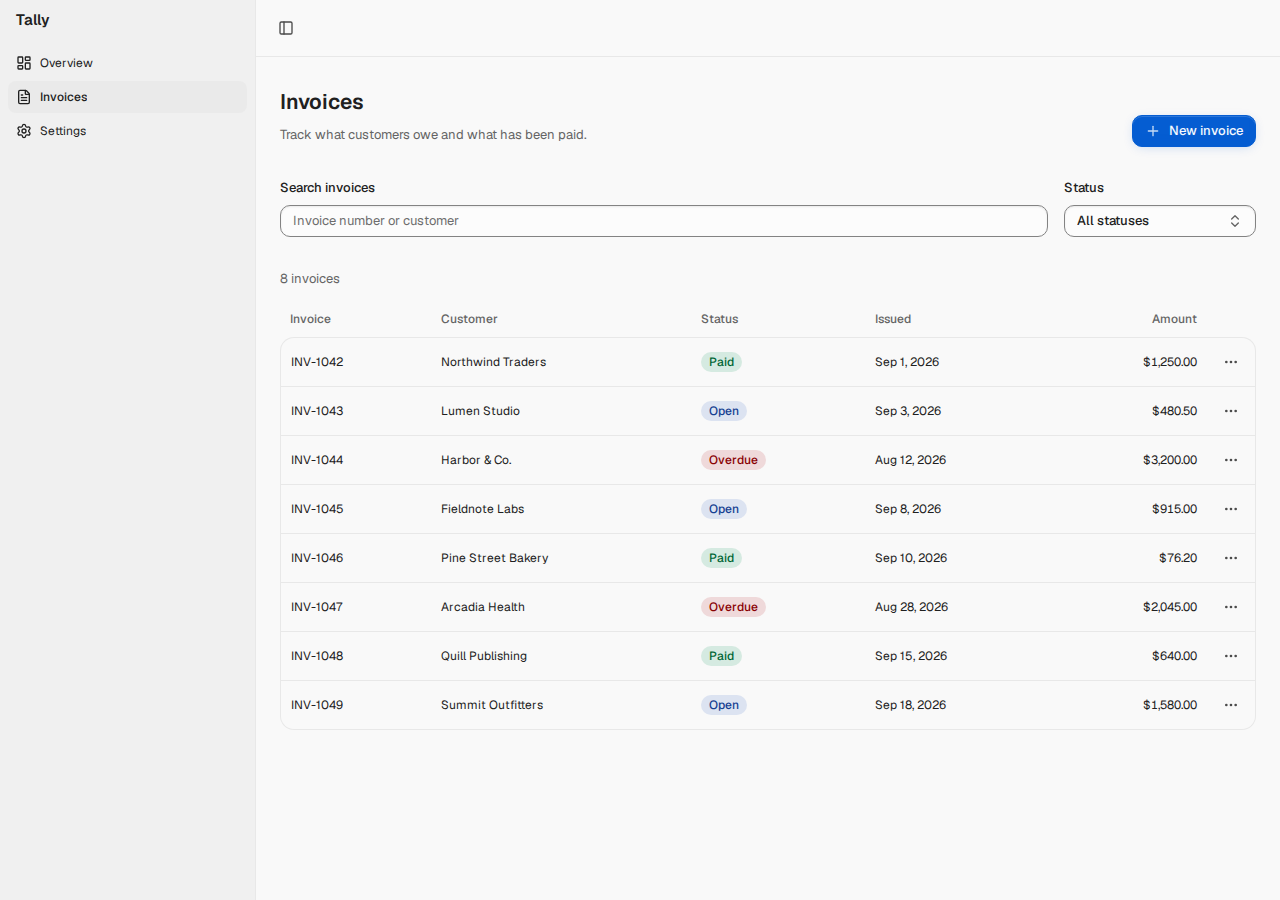 Tally
Overview
Invoices
Settings
Invoices
Track what customers owe and what has been paid.
New invoice
Search invoices
Status
Invoice number or customer
All statuses
8 invoices
Invoice Customer Status Issued Amount
INV-1042 Northwind Traders Paid Sep 1, 2026 $1,250.00
INV-1043 Lumen Studio Open Sep 3, 2026 $480.50
INV-1044 Harbor & Co. Overdue Aug 12, 2026 $3,200.00
INV-1045 Fieldnote Labs Open Sep 8, 2026 $915.00
INV-1046 Pine Street Bakery Paid Sep 10, 2026 $76.20
INV-1047 Arcadia Health Overdue Aug 28, 2026 $2,045.00
INV-1048 Quill Publishing Paid Sep 15, 2026 $640.00
INV-1049 Summit Outfitters Open Sep 18, 2026 $1,580.00